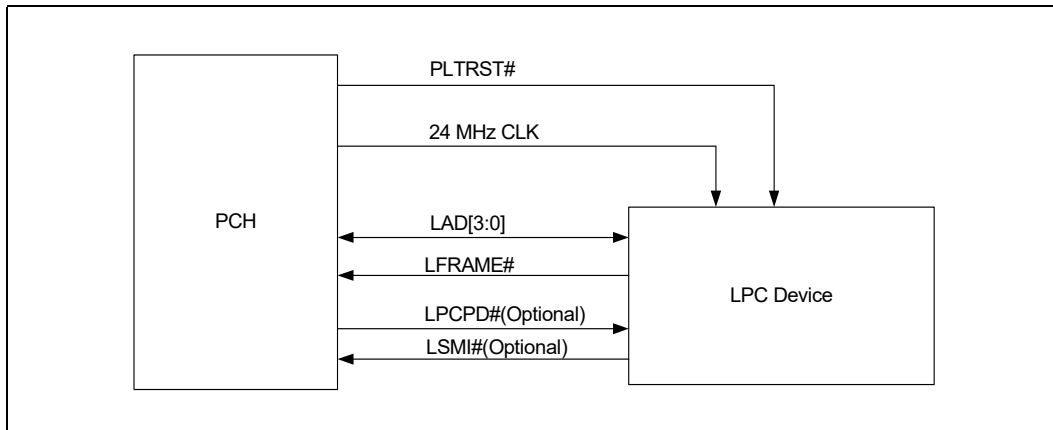 PLTRST#
24 MHz CLK
PCH
LAD[3:0]
LFRAME#
LPC Device
LPCPD#(Optional)
LSMI#(Optional)